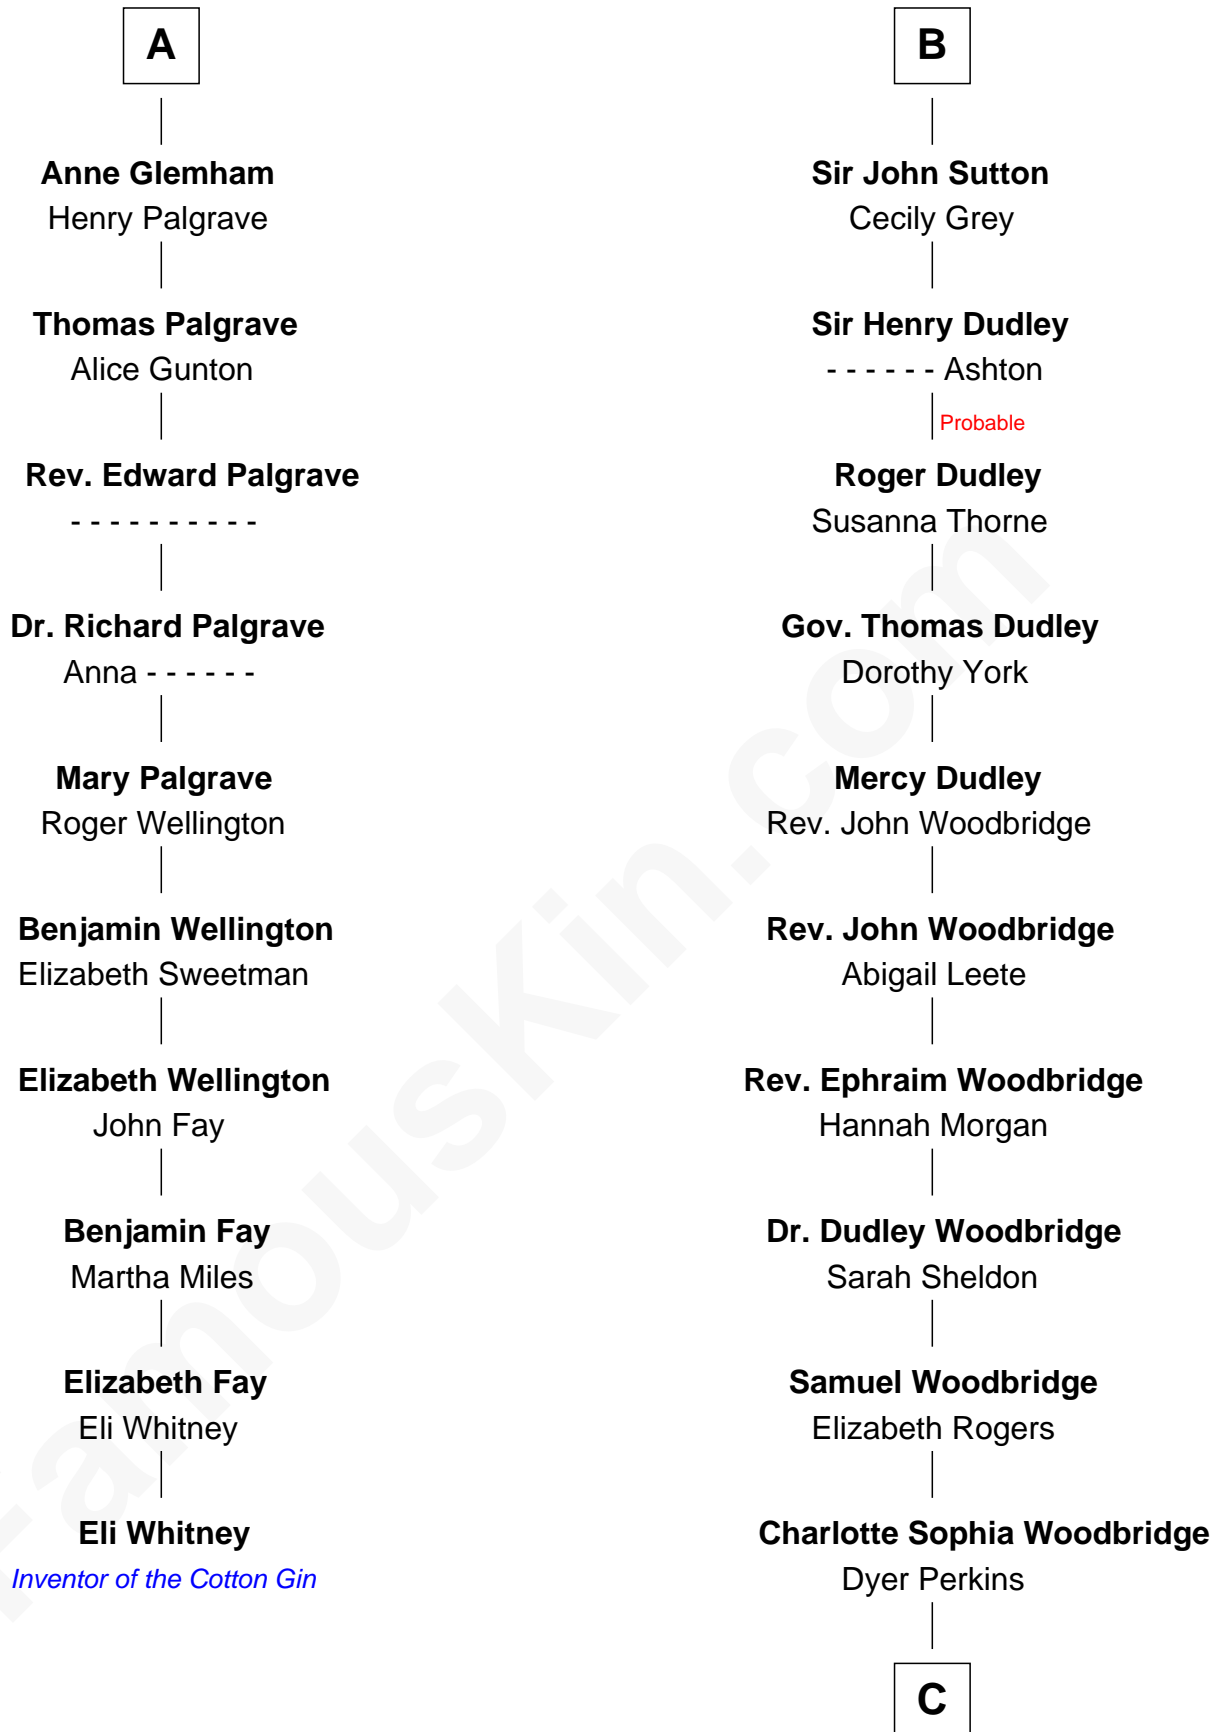 A
Anne Glemham
Henry Palgrave
Thomas Palgrave
Alice Gunton
Rev. Edward Palgrave
- - - - - - - - - -
Dr. Richard Palgrave
Anna - - - - - -
Mary Palgrave
Roger Wellington
Benjamin Wellington
Elizabeth Sweetman
Elizabeth Wellington
John Fay
Benjamin Fay
Martha Miles
Elizabeth Fay
Eli Whitney
Eli Whitney
Inventor of the Cotton Gin
B
Sir John Sutton
Cecily Grey
Sir Henry Dudley
- - - - - - Ashton
Probable
Roger Dudley
Susanna Thorne
Gov. Thomas Dudley
Dorothy York
Mercy Dudley
Rev. John Woodbridge
Rev. John Woodbridge
Abigail Leete
Rev. Ephraim Woodbridge
Hannah Morgan
Dr. Dudley Woodbridge
Sarah Sheldon
Samuel Woodbridge
Elizabeth Rogers
Charlotte Sophia Woodbridge
Dyer Perkins
C
FamousKin.com